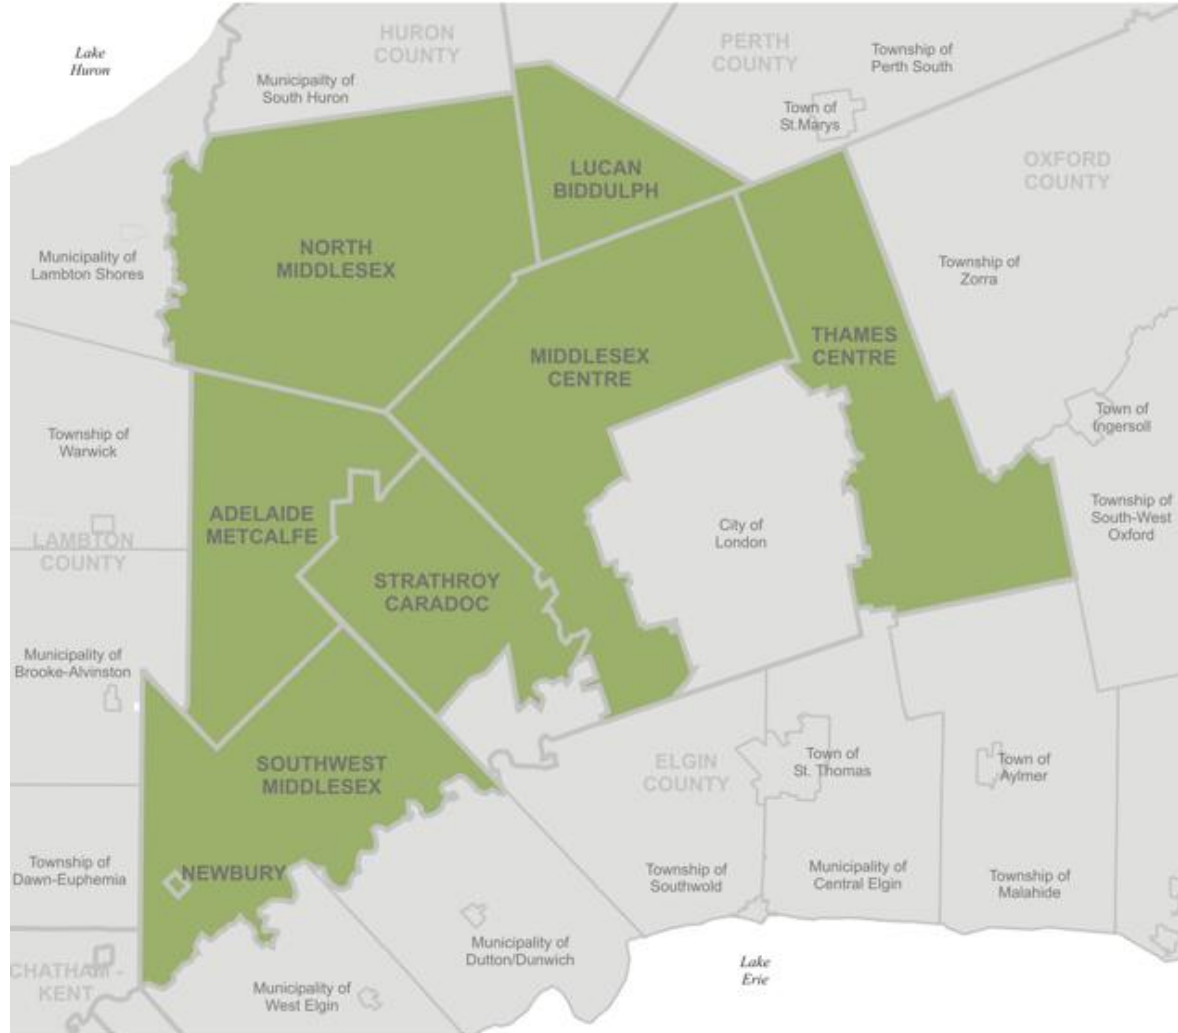 Lake
Huron
HURON
COUNTY
PERTH
COUNTY
Township of
Perth South
Municipailty of
South Huron
Town of
St.Marys
OXFORD
COUNTY
LUCAN
BIDDULPH
NORTH
MIDDLESEX
Municipality of
Lambton Shores
Township of
Zorra
MIDDLESEX
CENTRE
THAMES
CENTRE
Township of
Warwick
Town of
Ingersoll
ADELAIDE
METCALFE
City of
London
Township of
South-West
Oxford
LAMBTON
COUNTY
STRATHROY
CARADOC
Municipality of
Brooke-Alvinston
SOUTHWEST
MIDDLESEX
ELGIN
COUNTY
Town of
St. Thomas
Town of
Aylmer
Township of
Dawn-Euphemia
NEWBURY
Township of
Southwold
Municipality of
Central Elgin
Township of
Malahide
Municipality of
Dutton/Dunwich
Lake
Erie
CHATHAM -
KENT
Municipality of
West Elgin